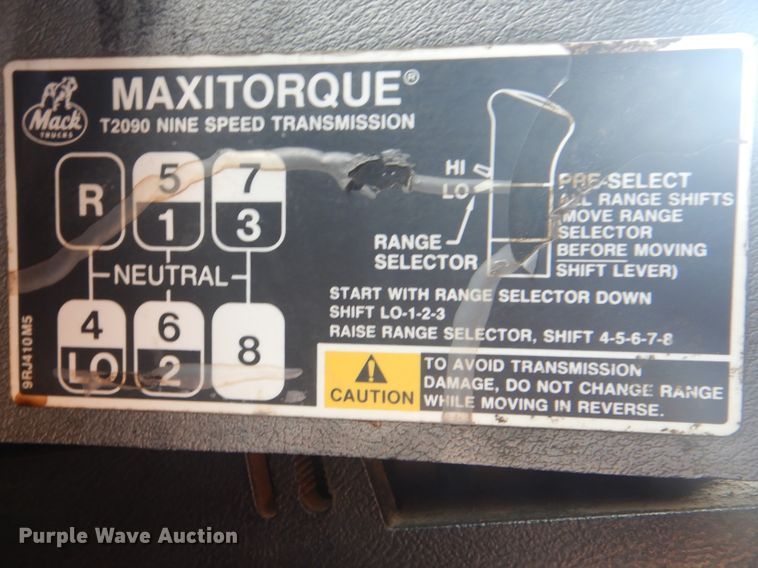 Mack
TRUCKS
MAXITORQUE®
T2090 NINE SPEED TRANSMISSION
R
5
1
7
3
NEUTRAL
4
LO
6
2
8
9RJ410M5
HI
LO
RANGE
SELECTOR
PRE-SELECT
ALL RANGE SHIFTS
(MOVE RANGE
SELECTOR
BEFORE MOVING
SHIFT LEVER)
START WITH RANGE SELECTOR DOWN
SHIFT LO-1-2-3
RAISE RANGE SELECTOR, SHIFT 4-5-6-7-8
CAUTION
TO AVOID TRANSMISSION
DAMAGE, DO NOT CHANGE RANGE
WHILE MOVING IN REVERSE.
Purple Wave Auction